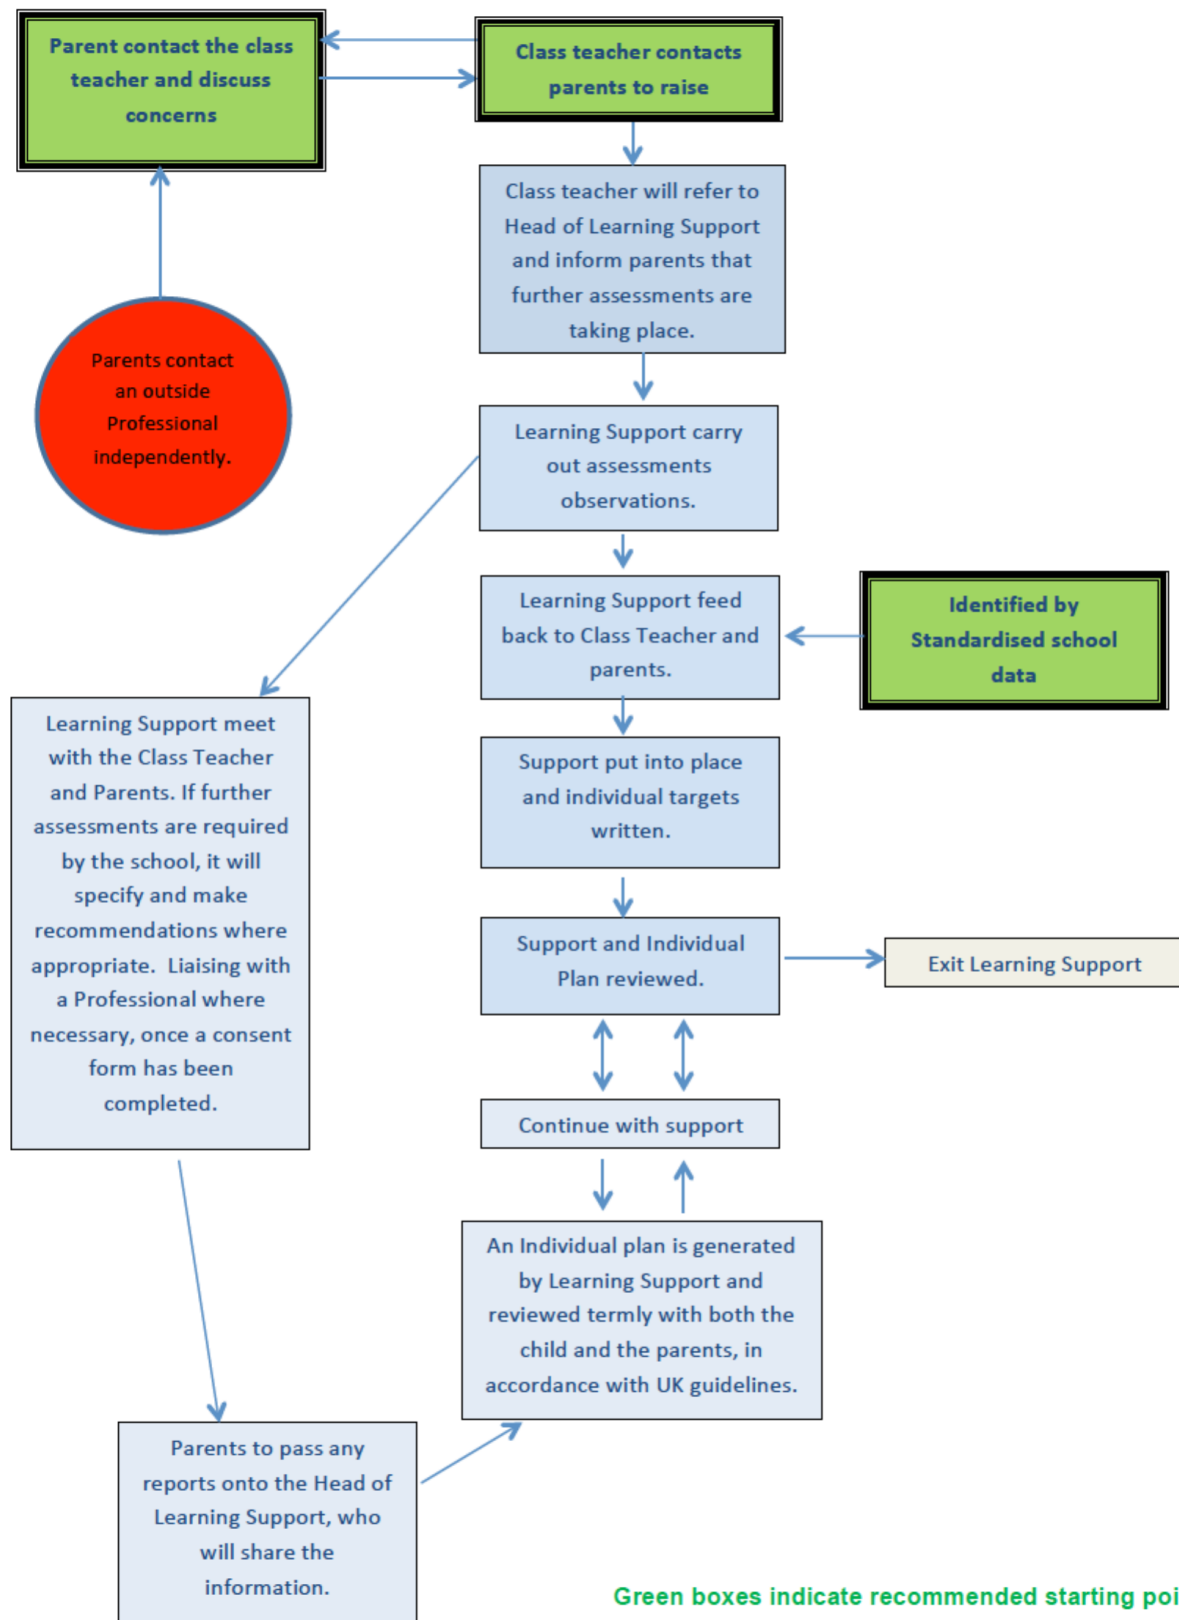 Parent contact the class
teacher and discuss
concerns
Class teacher contacts
parents to raise
Class teacher will refer to
Head of Learning Support
and inform parents that
further assessments are
taking place.
Parents contact
an outside
Professional
independently.
Learning Support carry
out assessments
observations.
Learning Support feed
back to Class Teacher and
parents.
Identified by
Standardised school
data
Learning Support meet
with the Class Teacher
and Parents. If further
assessments are required
by the school, it will
specify and make
recommendations where
appropriate. Liaising with
a Professional where
necessary, once a consent
form has been
completed.
Support put into place
and individual targets
written.
Support and Individual
Plan reviewed.
Exit Learning Support
Continue with support
An Individual plan is generated
by Learning Support and
reviewed termly with both the
child and the parents, in
accordance with UK guidelines.
Parents to pass any
reports onto the Head of
Learning Support, who
will share the
information.
Green boxes indicate recommended starting poi